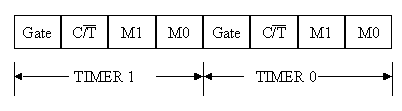 Gate C/T̅ M1 M0 Gate C/T̅ M1 M0
TIMER 1 TIMER 0